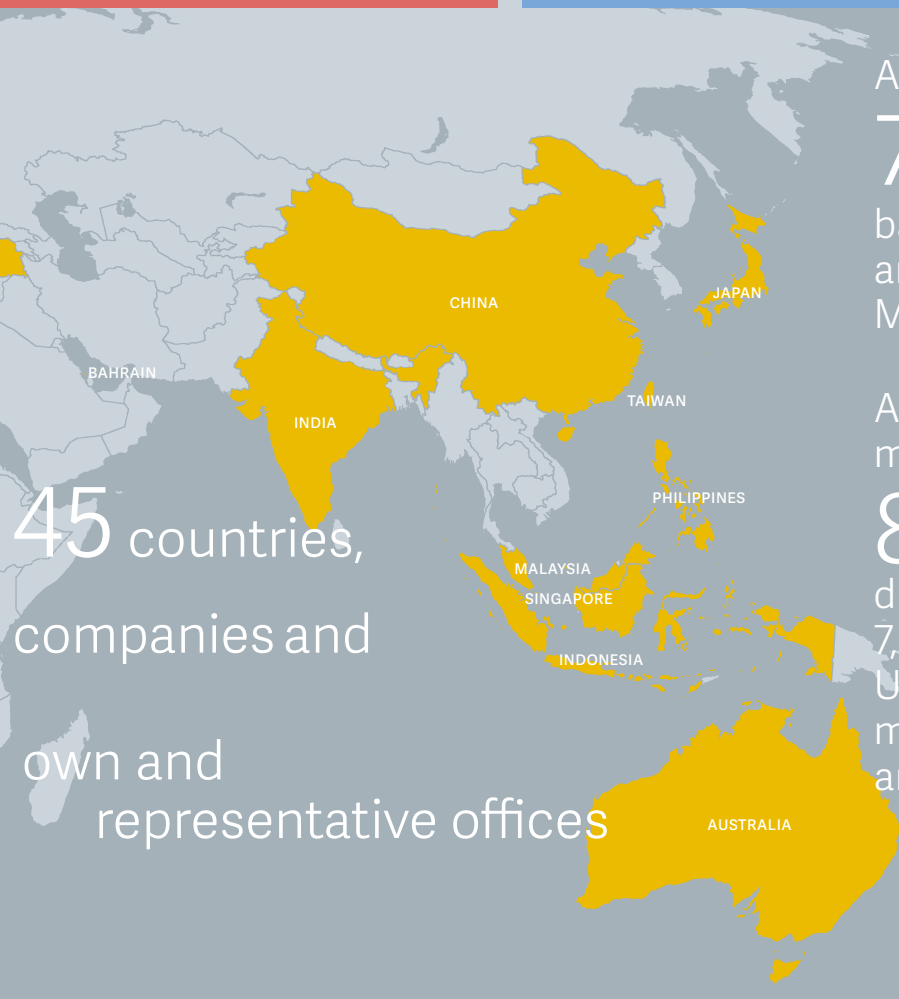 CHINA
JAPAN
BAHRAIN
TAIWAN
INDIA
PHILIPPINES
45 countries,
MALAYSIA
SINGAPORE
companies and
INDONESIA
own and
representative offices
AUSTRALIA